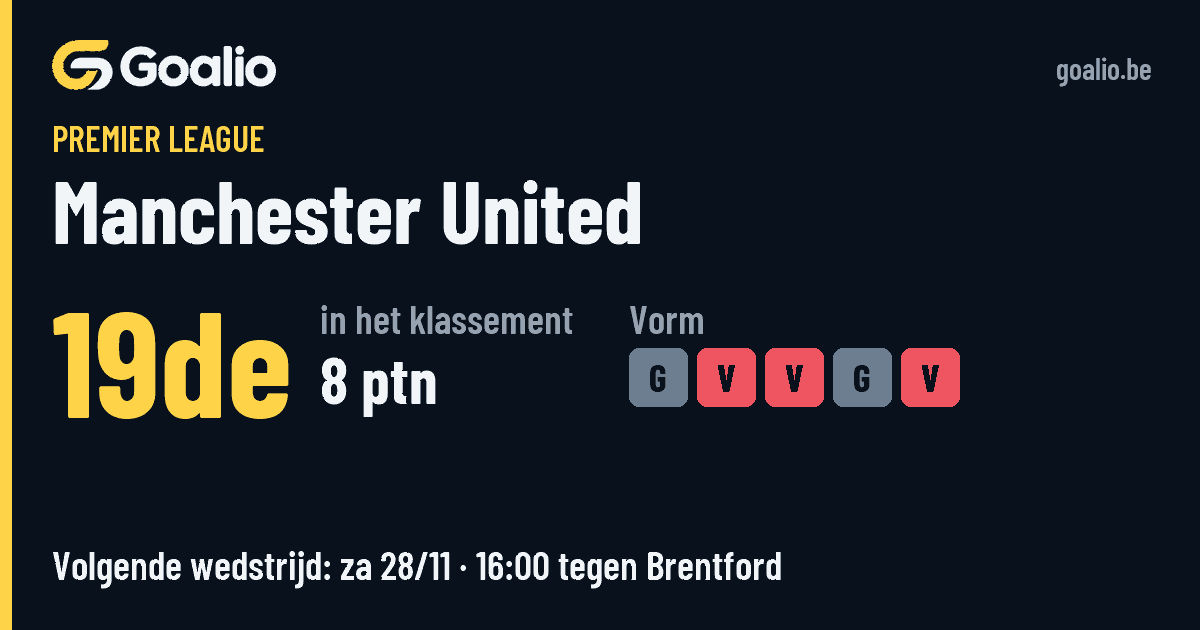 Goalio
goalio.be
PREMIER LEAGUE
Manchester United
19de
in het klassement
8 ptn
Vorm
G V V G V
Volgende wedstrijd: za 28/11 · 16:00 tegen Brentford